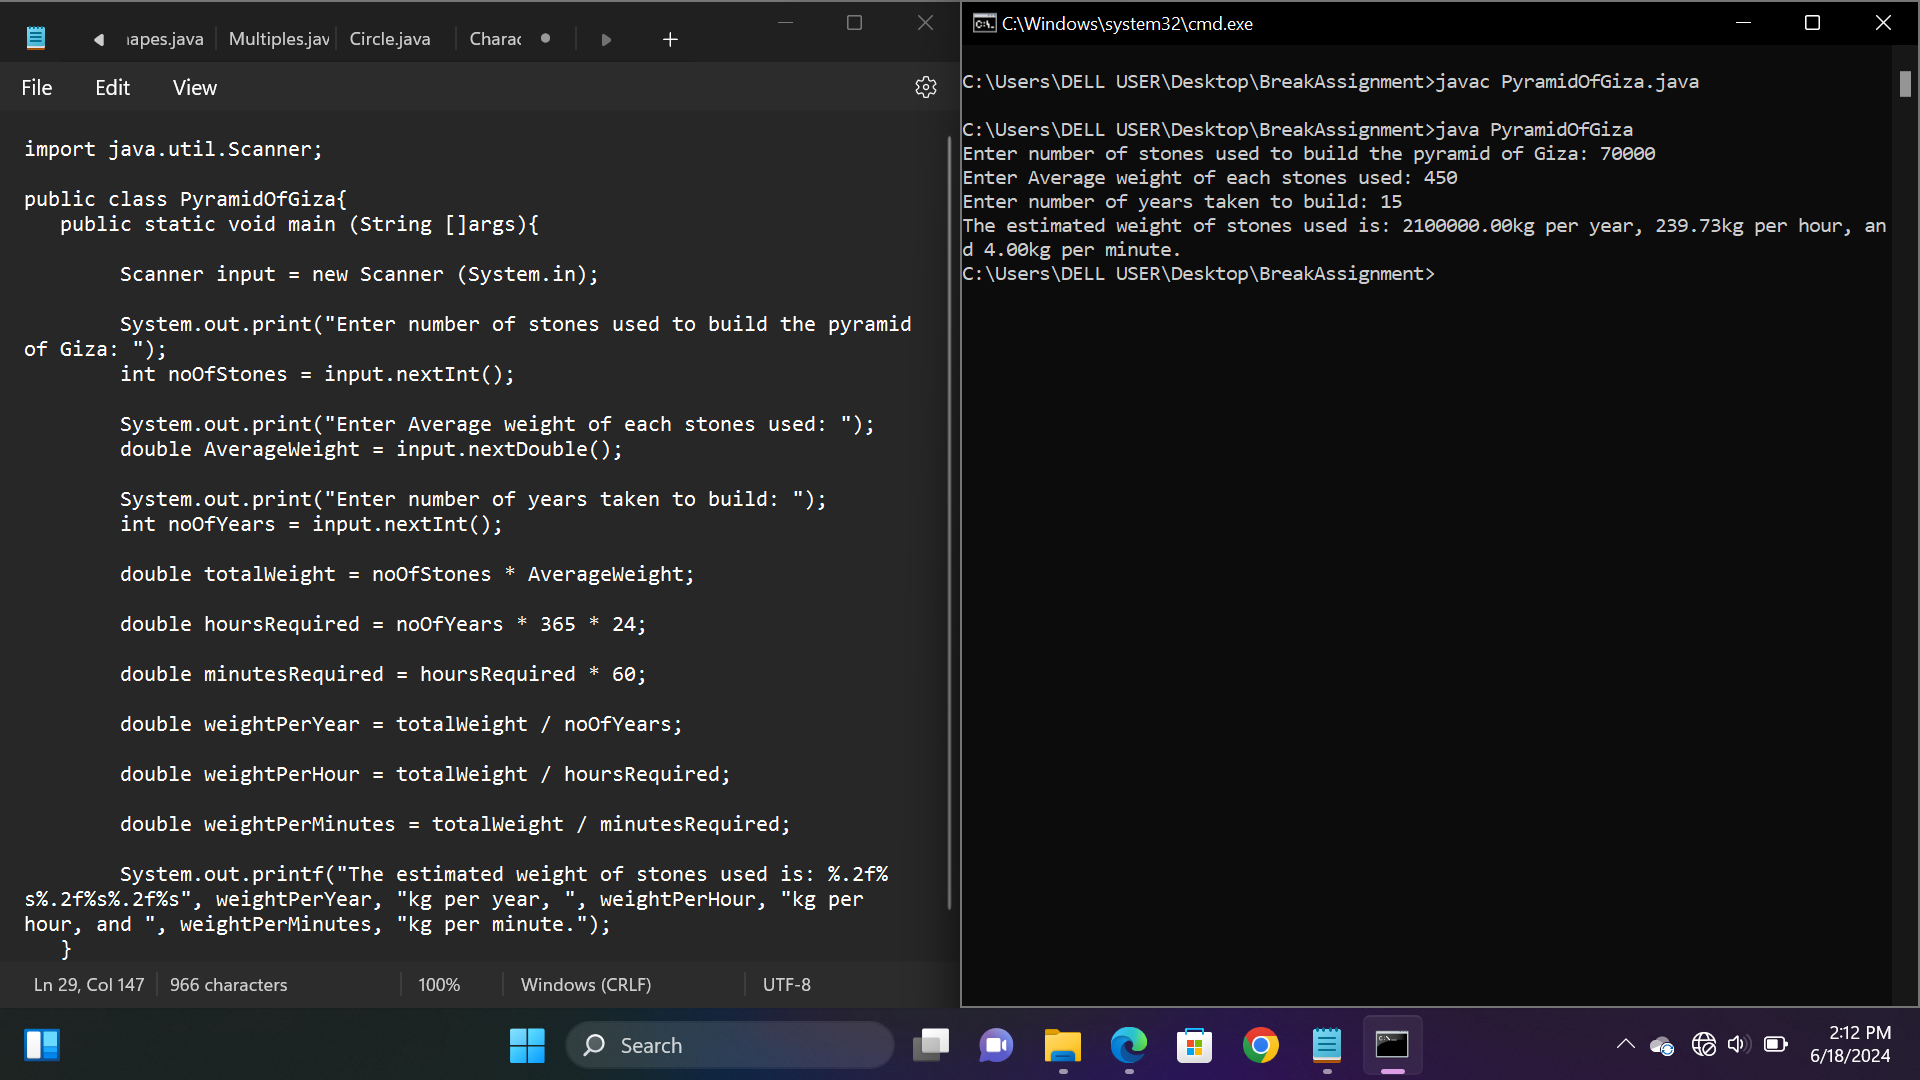 apes.java
Multiples.jav
Circle.java
Charac
File
Edit
View
import java.util.Scanner;
public class PyramidOfGiza{
public static void main (String []args){
Scanner input = new Scanner (System.in);
System.out.print("Enter number of stones used to build the pyramid
of Giza: ");
int noOfStones = input.nextInt();
System.out.print("Enter Average weight of each stones used: ");
double AverageWeight = input.nextDouble();
System.out.print("Enter number of years taken to build: ");
int noOfYears = input.nextInt();
double totalWeight = noOfStones * AverageWeight;
double hoursRequired = noOfYears * 365 * 24;
double minutesRequired = hoursRequired * 60;
double weightPerYear = totalWeight / noOfYears;
double weightPerHour = totalWeight / hoursRequired;
double weightPerMinutes = totalWeight / minutesRequired;
System.out.printf("The estimated weight of stones used is: %.2f%
s%.2f%s%.2f%s", weightPerYear, "kg per year, ", weightPerHour, "kg per
hour, and ", weightPerMinutes, "kg per minute.");
}
Ln 29, Col 147
966 characters
100%
Windows (CRLF)
UTF-8
C:\Windows\system32\cmd.exe
C:\Users\DELL USER\Desktop\BreakAssignment>javac PyramidOfGiza.java
C:\Users\DELL USER\Desktop\BreakAssignment>java PyramidOfGiza
Enter number of stones used to build the pyramid of Giza: 70000
Enter Average weight of each stones used: 450
Enter number of years taken to build: 15
The estimated weight of stones used is: 2100000.00kg per year, 239.73kg per hour, an
d 4.00kg per minute.
C:\Users\DELL USER\Desktop\BreakAssignment>
Search
2:12 PM
6/18/2024